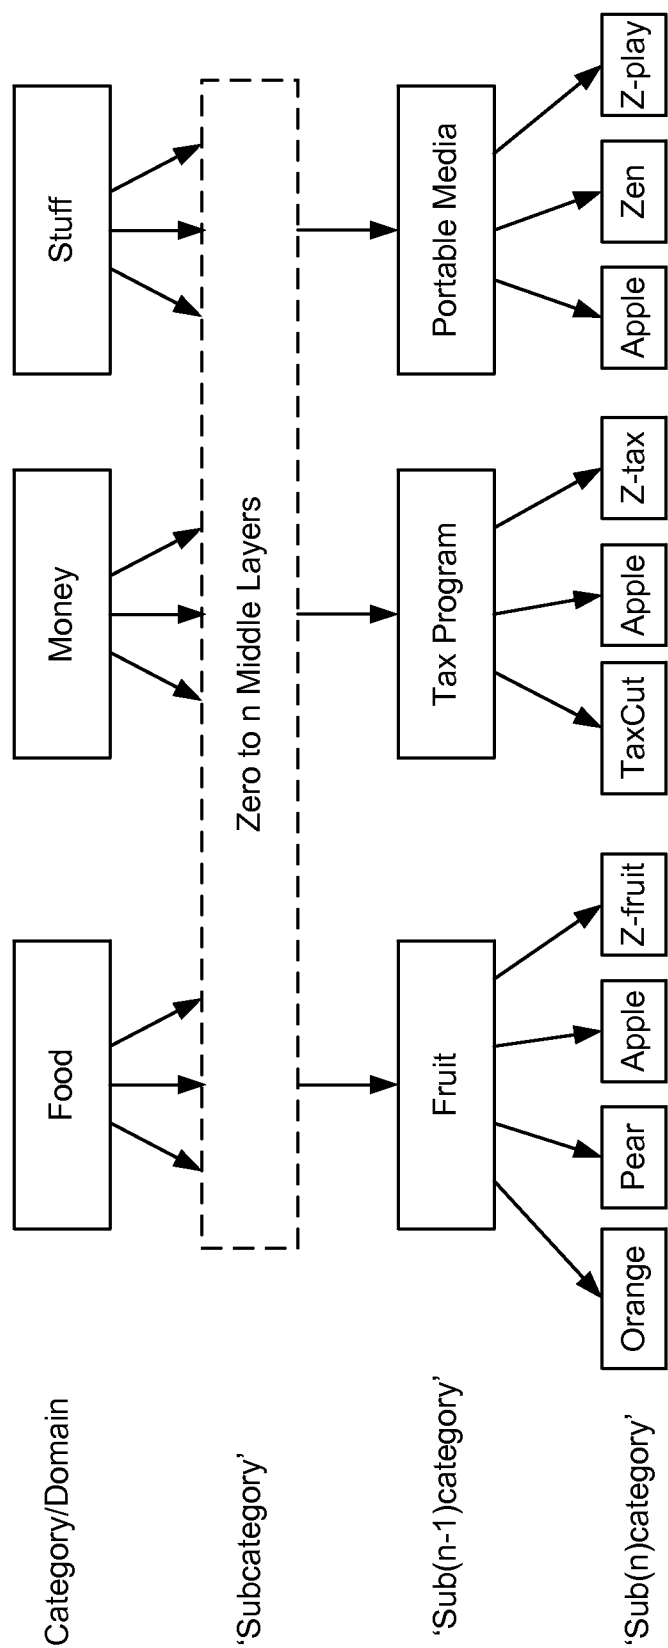 Category/Domain
Food
Money
Stuff
‘Subcategory’
Zero to n Middle Layers
‘Sub(n-1)category’
Fruit
Tax Program
Portable Media
‘Sub(n)category’
Orange
Pear
Apple
Z-fruit
TaxCut
Apple
Z-tax
Apple
Zen
Z-play